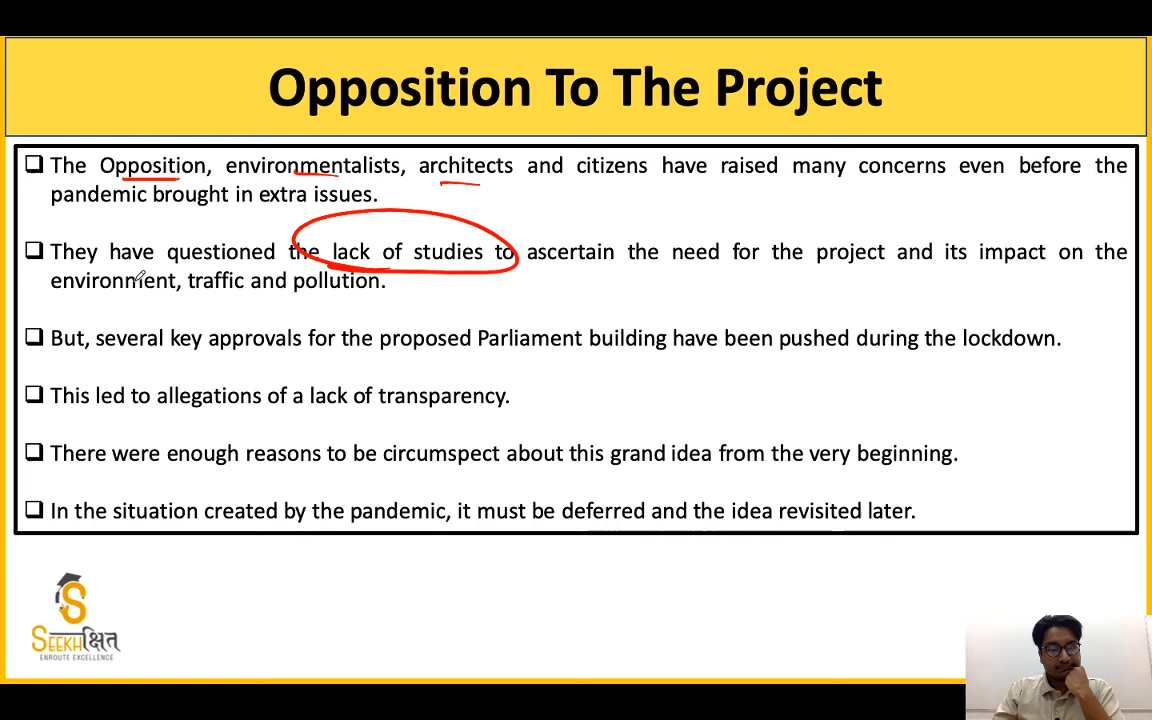 Opposition To The Project
❑ The Opposition, environmentalists, architects and citizens have raised many concerns even before the
pandemic brought in extra issues.
❑ They have questioned the lack of studies to ascertain the need for the project and its impact on the
environment, traffic and pollution.
❑ But, several key approvals for the proposed Parliament building have been pushed during the lockdown.
❑ This led to allegations of a lack of transparency.
❑ There were enough reasons to be circumspect about this grand idea from the very beginning.
❑ In the situation created by the pandemic, it must be deferred and the idea revisited later.
S
SEEKHक्षित
ENROUTE EXCELLENCE